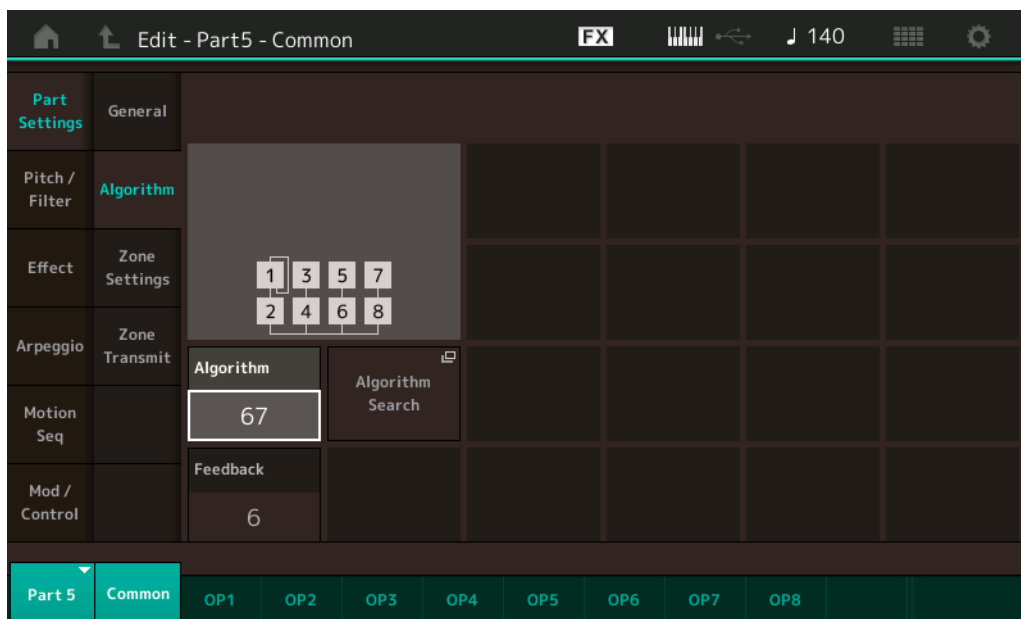 Edit - Part5 - Common FX ♩ 140
Part
Settings
General
Pitch /
Filter
Algorithm
Effect
Zone
Settings
1 3 5 7
2 4 6 8
Arpeggio
Zone
Transmit
Algorithm
67
Algorithm
Search
Motion
Seq
Feedback
6
Mod /
Control
Part 5 Common OP1 OP2 OP3 OP4 OP5 OP6 OP7 OP8